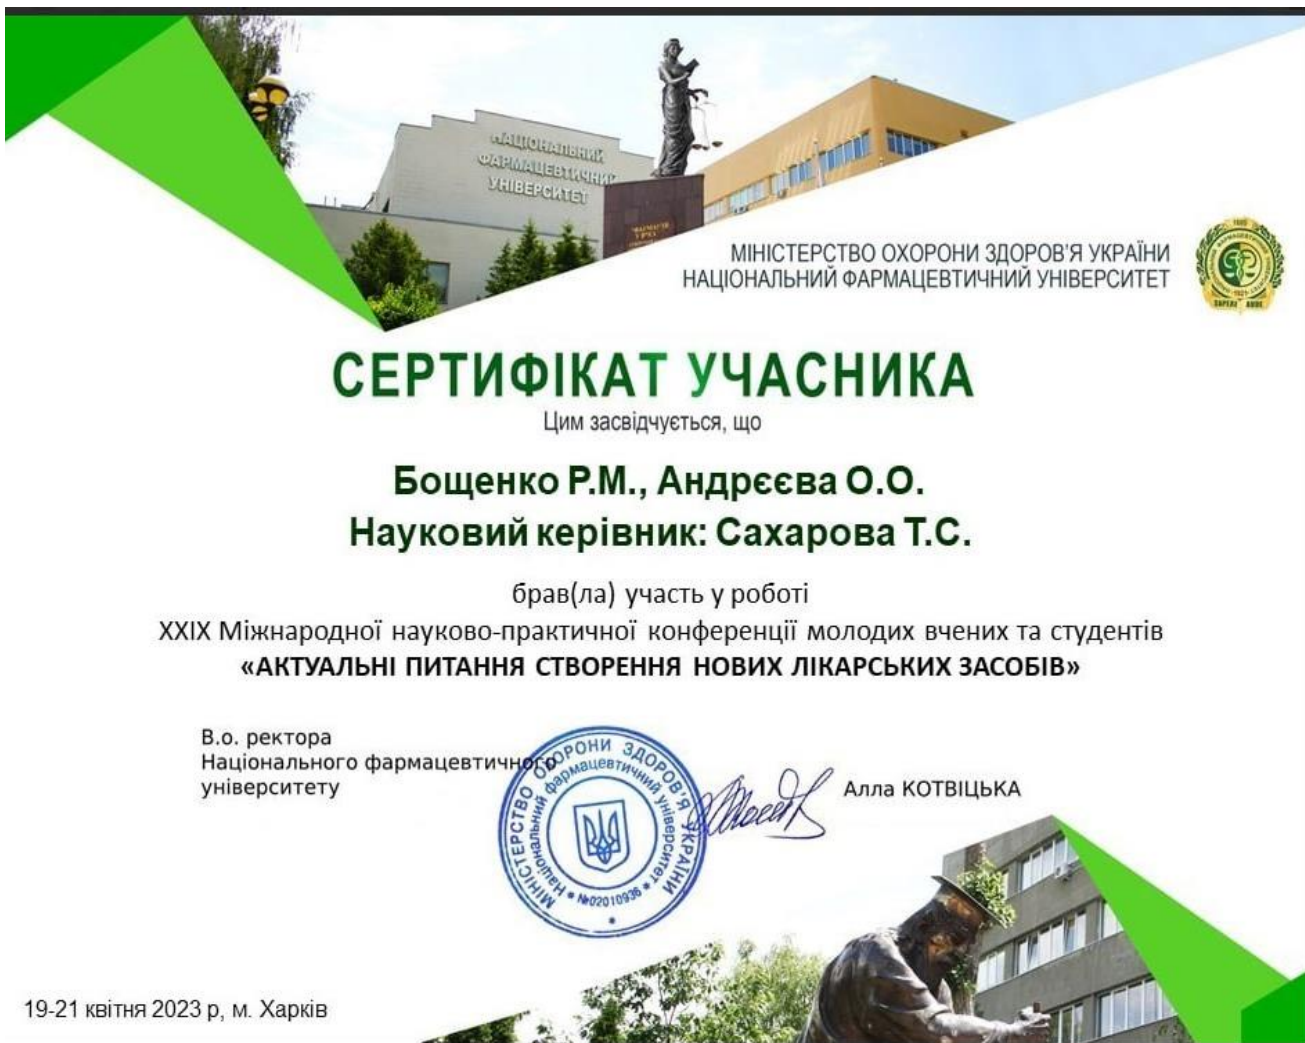 НАЦІОНАЛЬНИЙ
ФАРМАЦЕВТИЧНИЙ
УНІВЕРСИТЕТ
МІНІСТЕРСТВО ОХОРОНИ ЗДОРОВ'Я УКРАЇНИ
НАЦІОНАЛЬНИЙ ФАРМАЦЕВТИЧНИЙ УНІВЕРСИТЕТ
СЕРТИФІКАТ УЧАСНИКА
Цим засвідчується, що
Бощенко Р.М., Андрєєва О.О.
Науковий керівник: Сахарова Т.С.
брав(ла) участь у роботі
XXIX Міжнародної науково-практичної конференції молодих вчених та студентів
«АКТУАЛЬНІ ПИТАННЯ СТВОРЕННЯ НОВИХ ЛІКАРСЬКИХ ЗАСОБІВ»
В.о. ректора
Національного фармацевтичного
університету
МІНІСТЕРСТВО ОХОРОНИ ЗДОРОВ'Я УКРАЇНИ
Національний фармацевтичний університет
№02010936
Алла КОТВІЦЬКА
19-21 квітня 2023 р, м. Харків